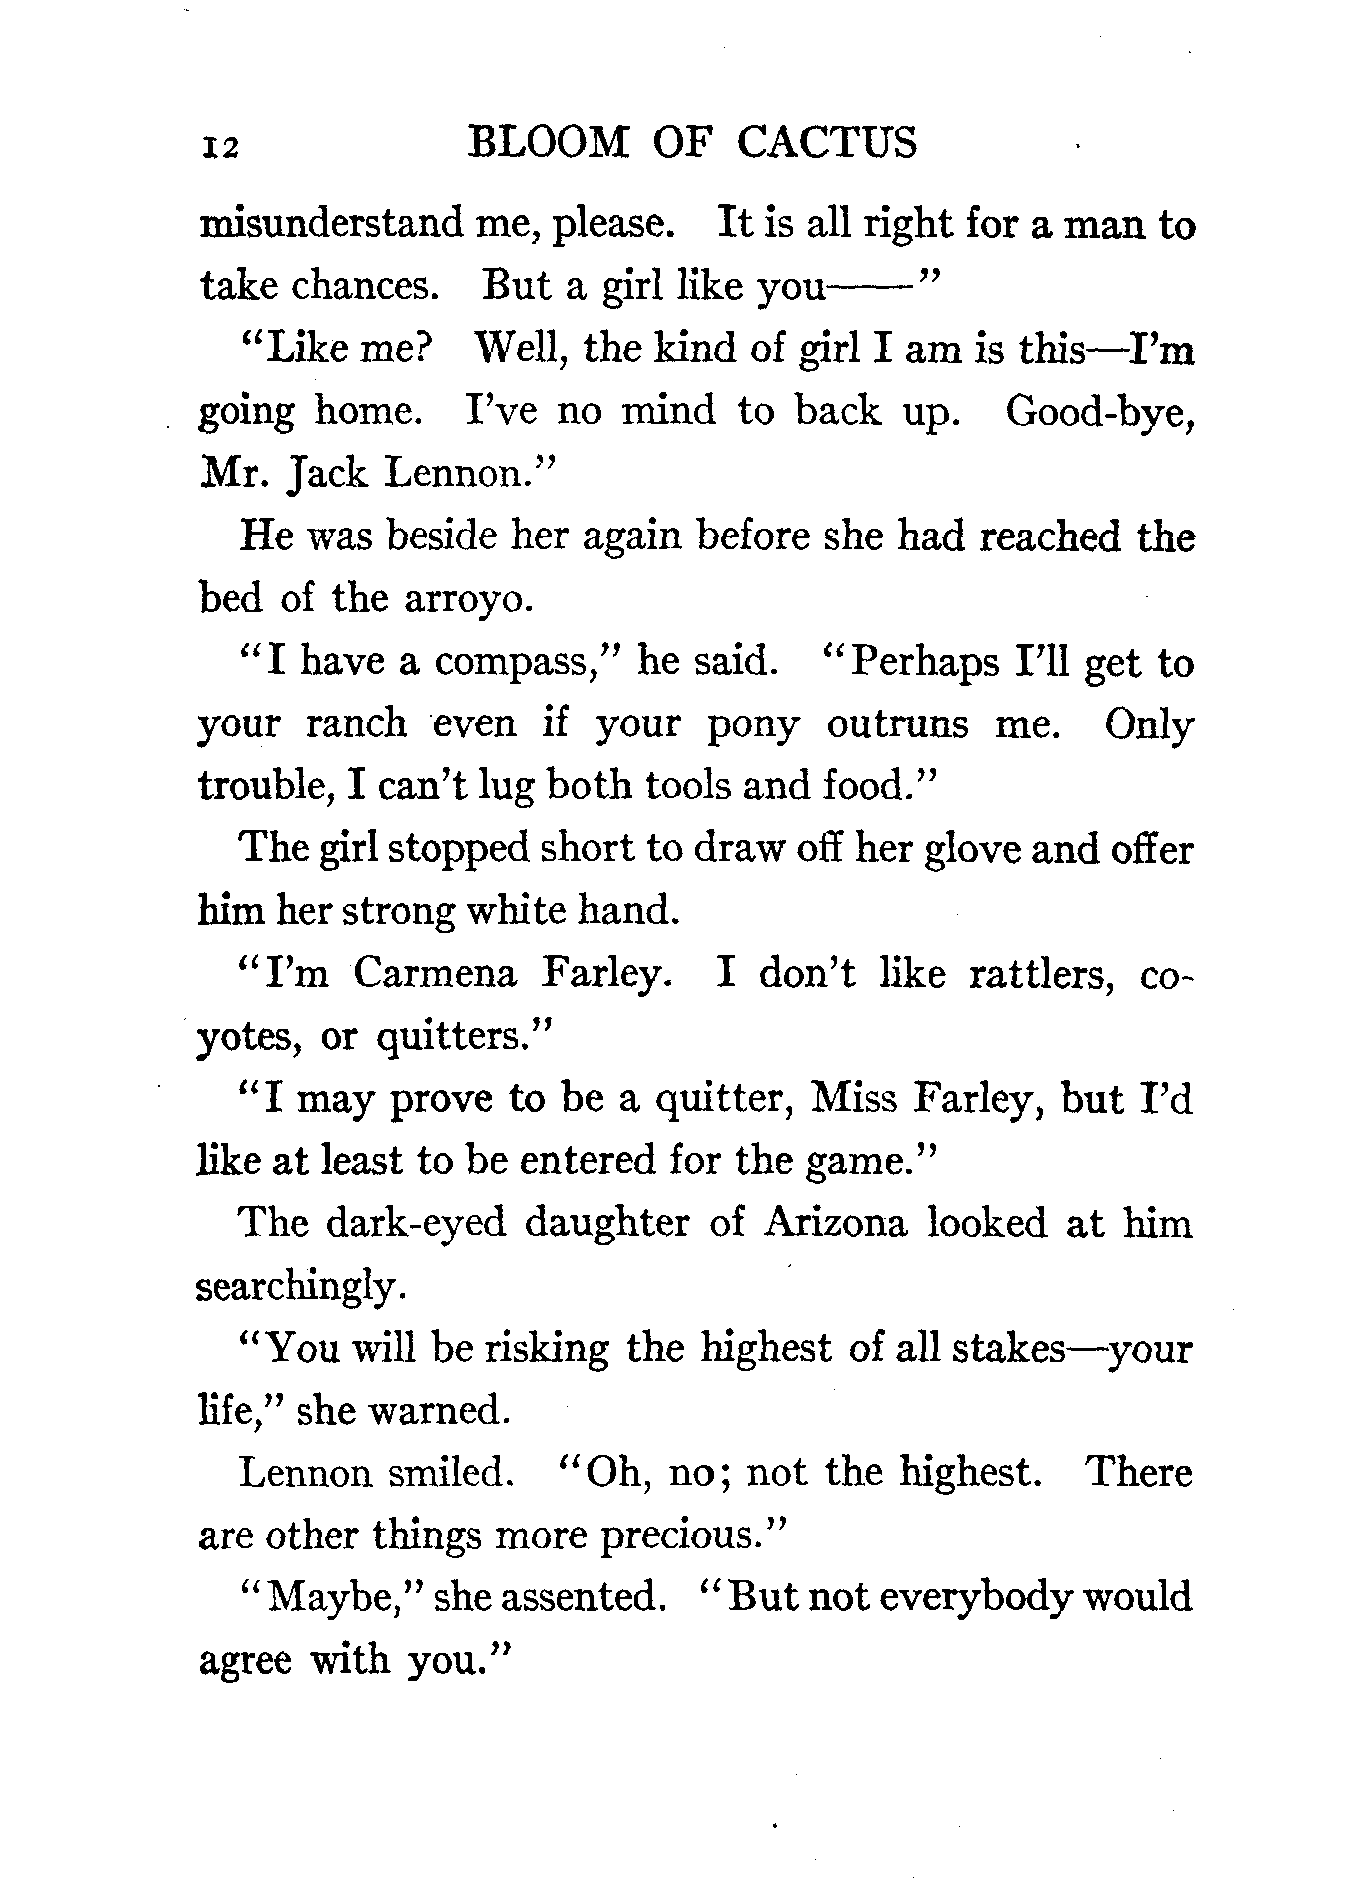 12 BLOOM OF CACTUS
misunderstand me, please. It is all right for a man to
take chances. But a girl like you——"
"Like me? Well, the kind of girl I am is this—I'm
going home. I've no mind to back up. Good-bye,
Mr. Jack Lennon."
He was beside her again before she had reached the
bed of the arroyo.
"I have a compass," he said. "Perhaps I'll get to
your ranch even if your pony outruns me. Only
trouble, I can't lug both tools and food."
The girl stopped short to draw off her glove and offer
him her strong white hand.
"I'm Carmena Farley. I don't like rattlers, co-
yotes, or quitters."
"I may prove to be a quitter, Miss Farley, but I'd
like at least to be entered for the game."
The dark-eyed daughter of Arizona looked at him
searchingly.
"You will be risking the highest of all stakes—your
life," she warned.
Lennon smiled. "Oh, no; not the highest. There
are other things more precious."
"Maybe," she assented. "But not everybody would
agree with you."